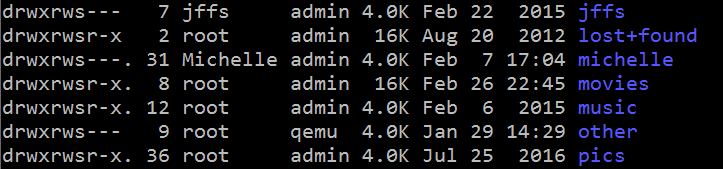 drwxrws---  7 jffs     admin 4.0K Feb 22  2015 jffs
drwxrwsr-x  2 root     admin  16K Aug 20  2012 lost+found
drwxrws---. 31 Michelle admin 4.0K Feb  7 17:04 michelle
drwxrwsr-x.  8 root     admin  16K Feb 26 22:45 movies
drwxrwsr-x. 12 root     admin 4.0K Feb  6  2015 music
drwxrws---  9 root     qemu  4.0K Jan 29 14:29 other
drwxrwsr-x. 36 root     admin 4.0K Jul 25  2016 pics